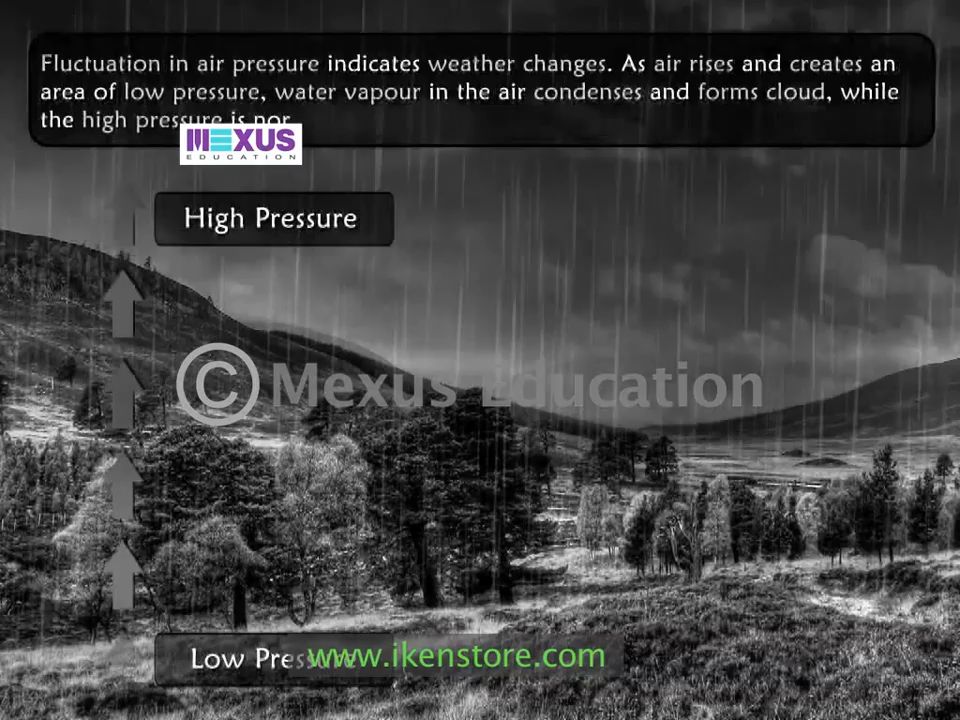 Fluctuation in air pressure indicates weather changes. As air rises and creates an
area of low pressure, water vapour in the air condenses and forms cloud, while
the high pressure is nor
MEXUS
EDUCATION
High Pressure
© Mexus Education
Low Pressure
www.ikenstore.com